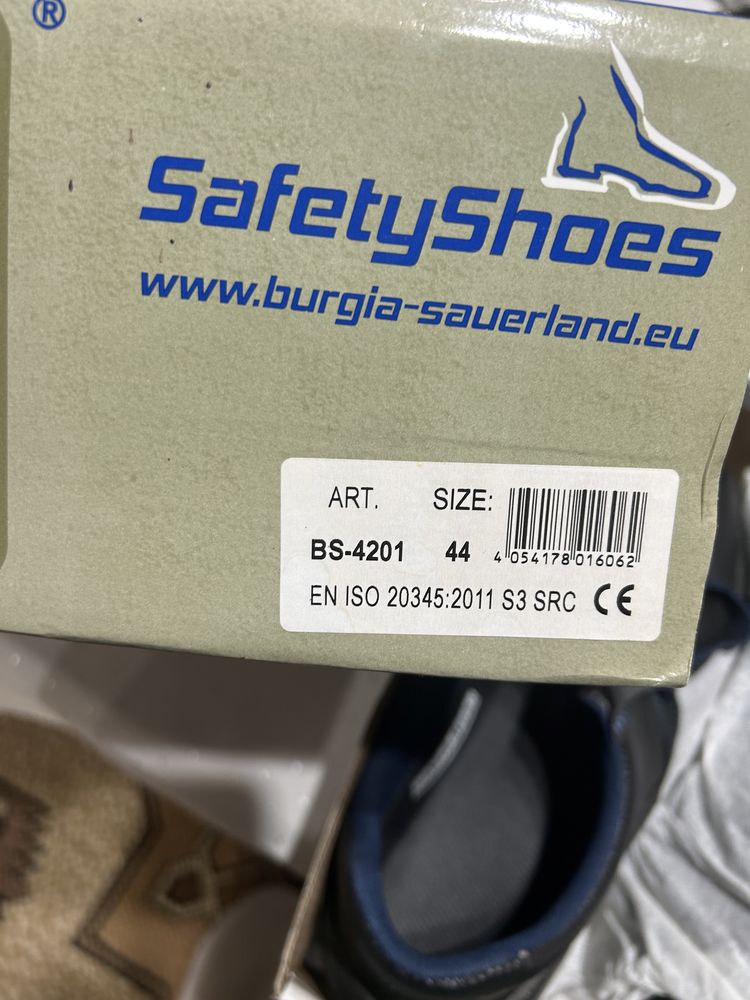 ®
SafetyShoes
www.burgia-sauerland.eu
ART. SIZE:
BS-4201 44 4 054178 016062
EN ISO 20345:2011 S3 SRC CE